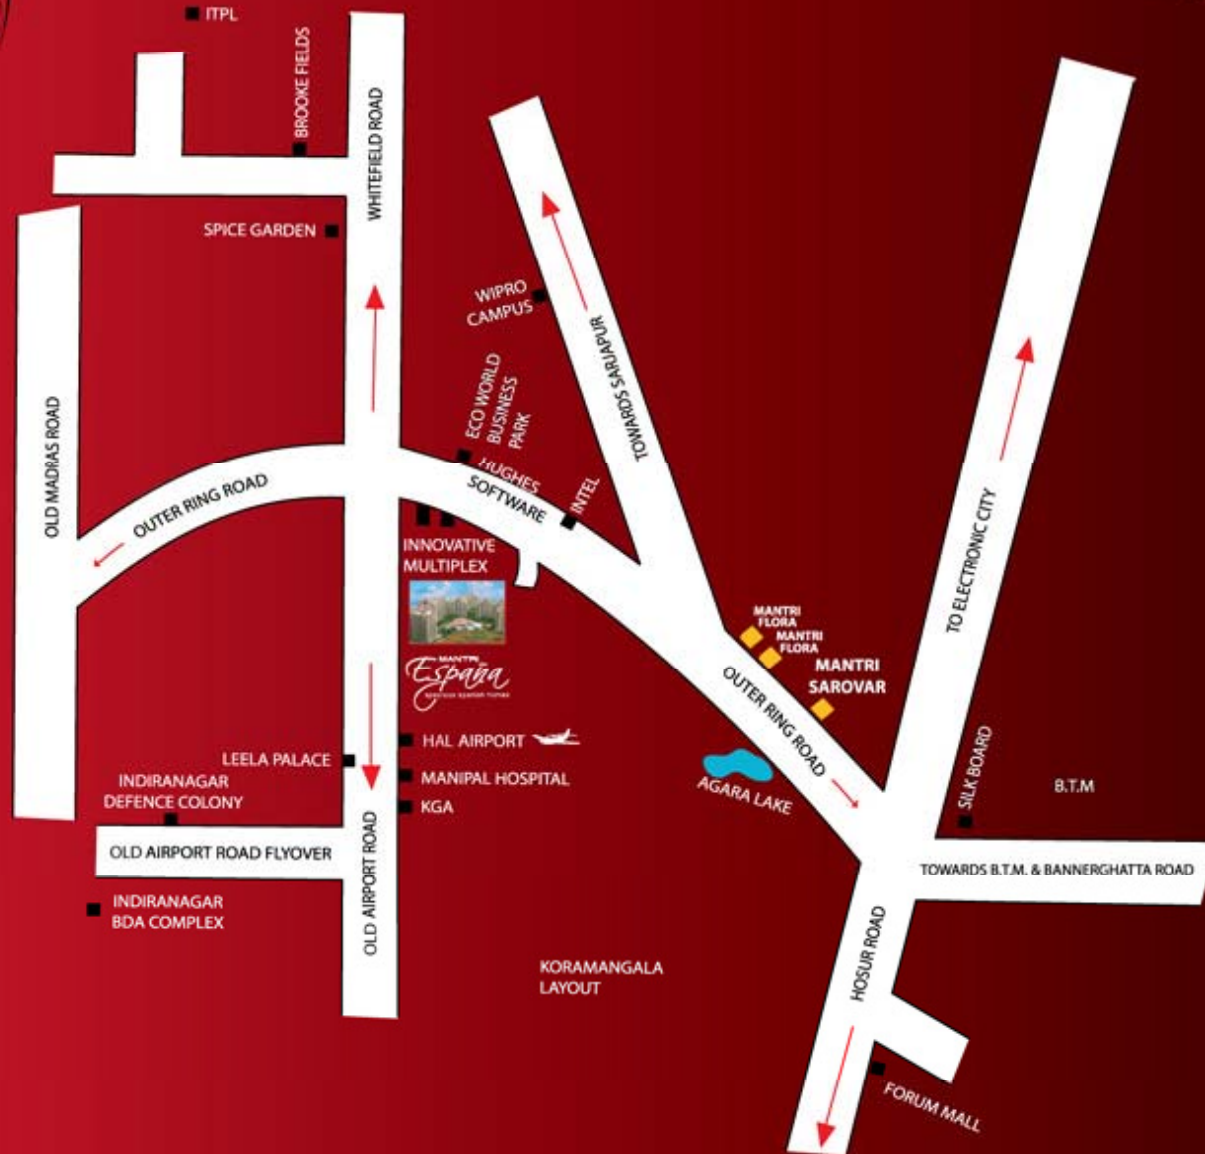 ITPL
BROOKE FIELDS
WHITEFIELD ROAD
SPICE GARDEN
WIPRO
CAMPUS
TOWARDS SARJAPUR
ECO WORLD
BUSINESS
PARK
HUGHES
SOFTWARE
INTEL
OLD MADRAS ROAD
OUTER RING ROAD
INNOVATIVE
MULTIPLEX
MANTRI
España
TO ELECTRONIC CITY
MANTRI
FLORA
MANTRI
FLORA
MANTRI
SAROVAR
OUTER RING ROAD
HAL AIRPORT
LEELA PALACE
MANIPAL HOSPITAL
KGA
AGARA LAKE
SILK BOARD
B.T.M
INDIRANAGAR
DEFENCE COLONY
OLD AIRPORT ROAD FLYOVER
OLD AIRPORT ROAD
TOWARDS B.T.M. & BANNERGHATTA ROAD
INDIRANAGAR
BDA COMPLEX
KORAMANGALA
LAYOUT
HOSUR ROAD
FORUM MALL